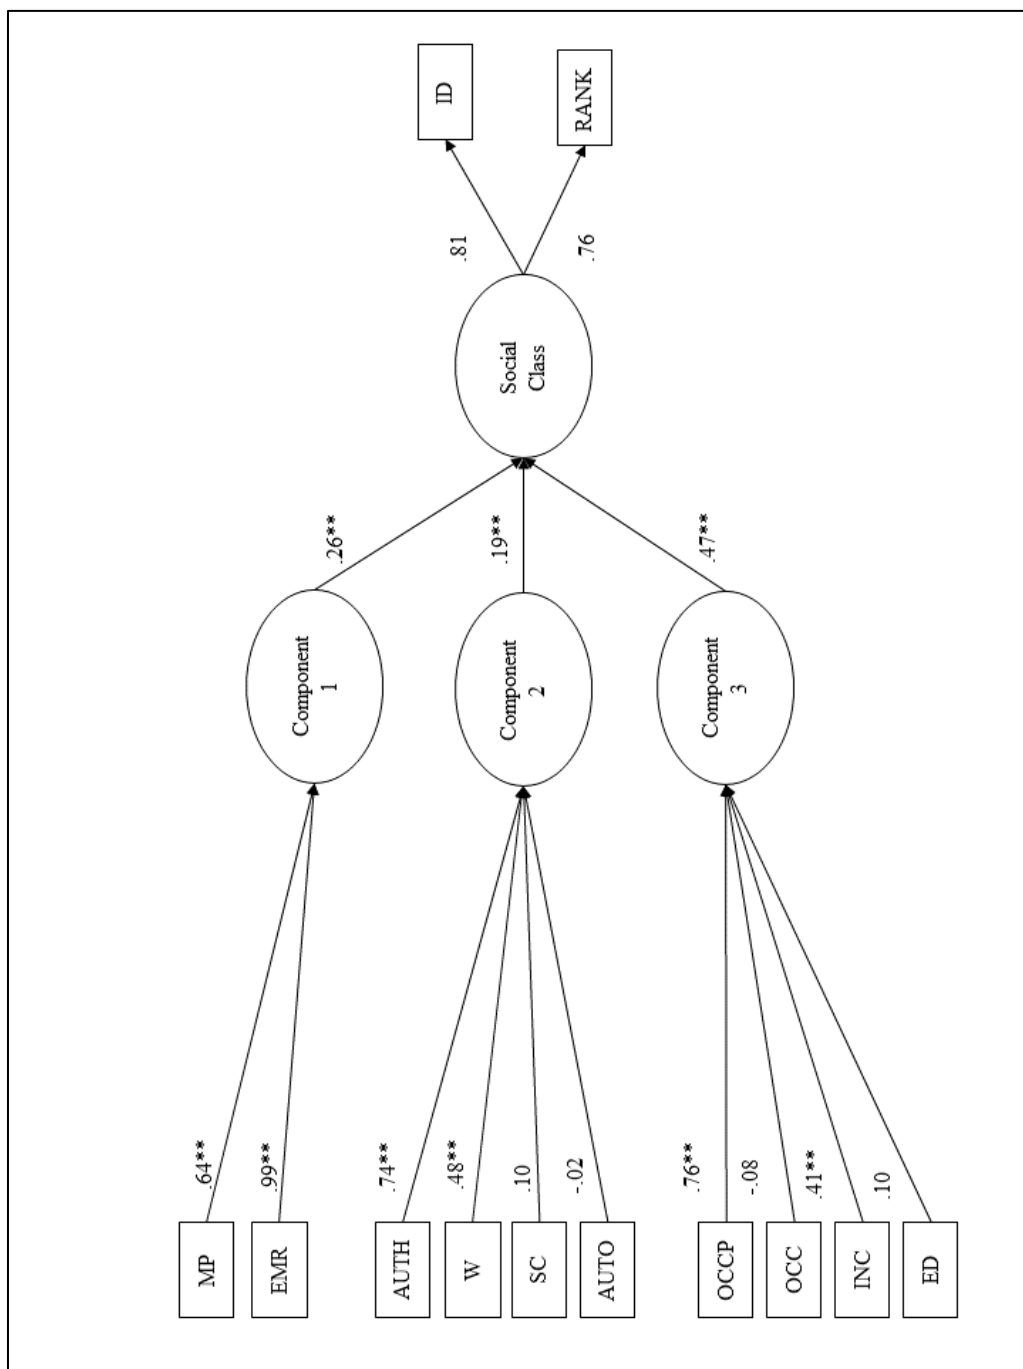 MP
EMR
AUTH
W
SC
AUTO
OCCP
OCC
INC
ED
.64**
.99**
.74**
.48**
.10
-.02
.76**
-.08
.41**
.10
Component
1
Component
2
Component
3
.26**
.19**
.47**
Social
Class
.81
.76
ID
RANK